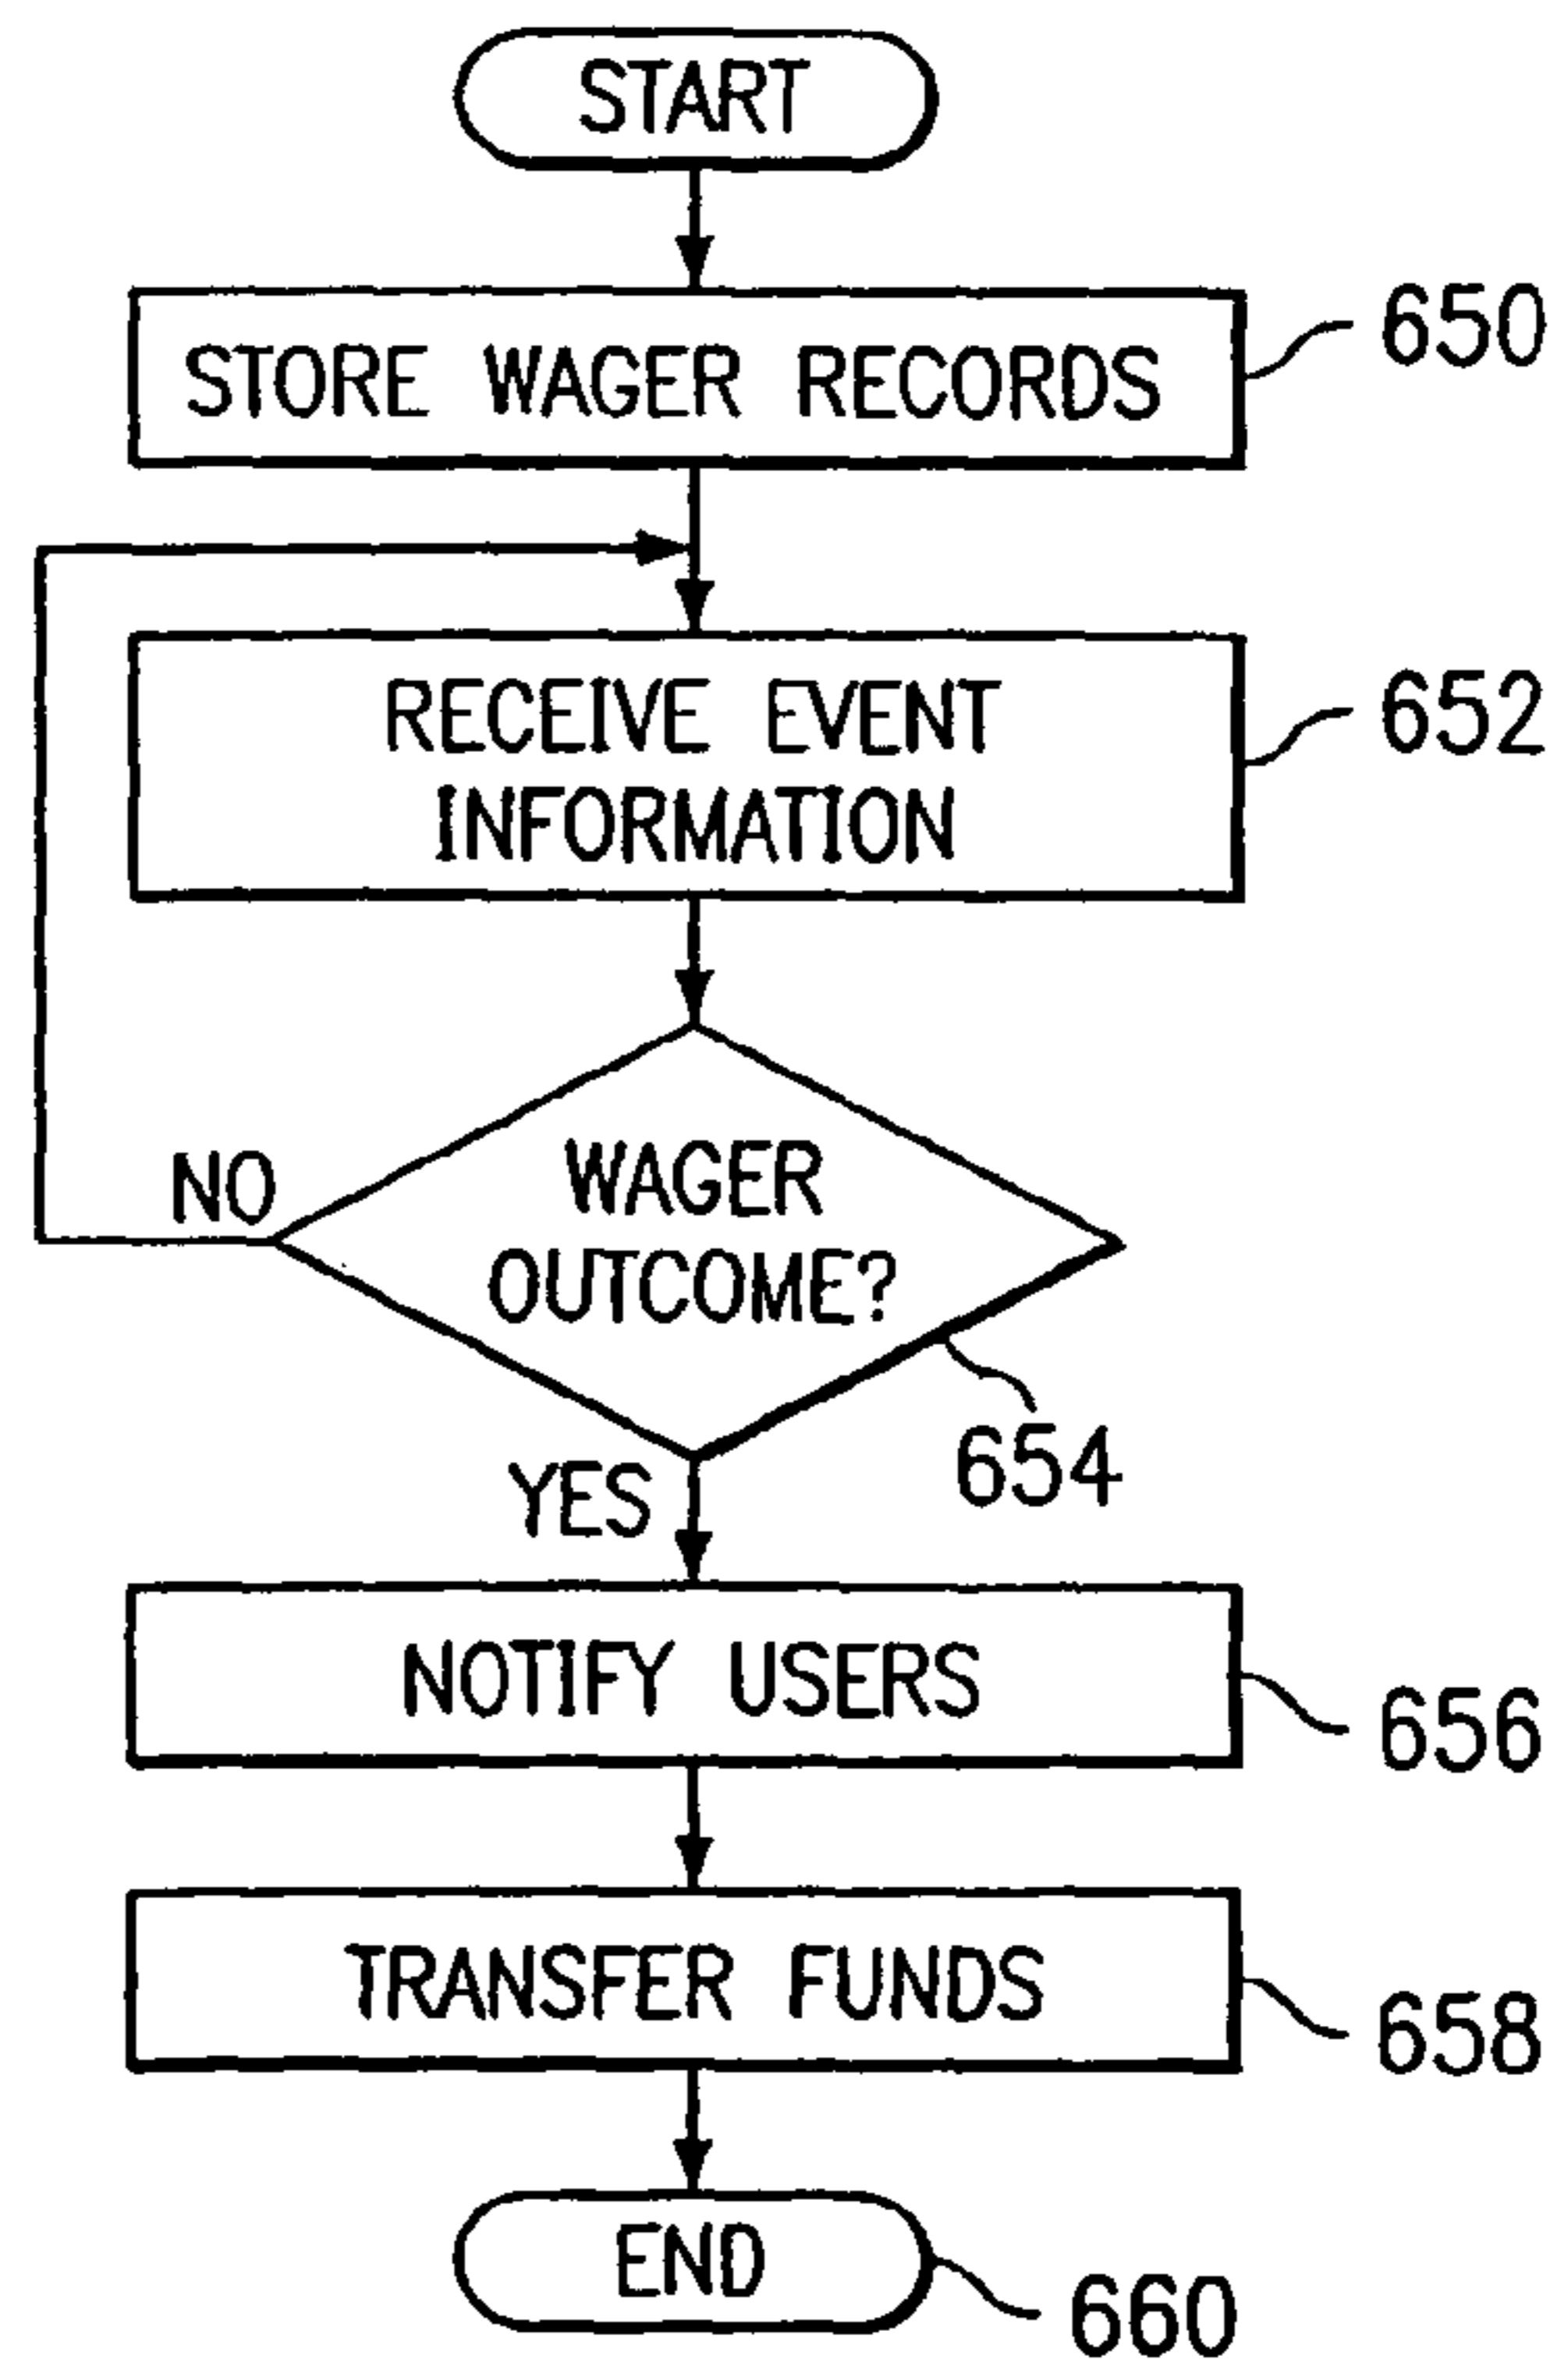 START
STORE WAGER RECORDS
650
RECEIVE EVENT
INFORMATION
652
WAGER
OUTCOME?
NO
654
YES
NOTIFY USERS
656
TRANSFER FUNDS
658
END
660